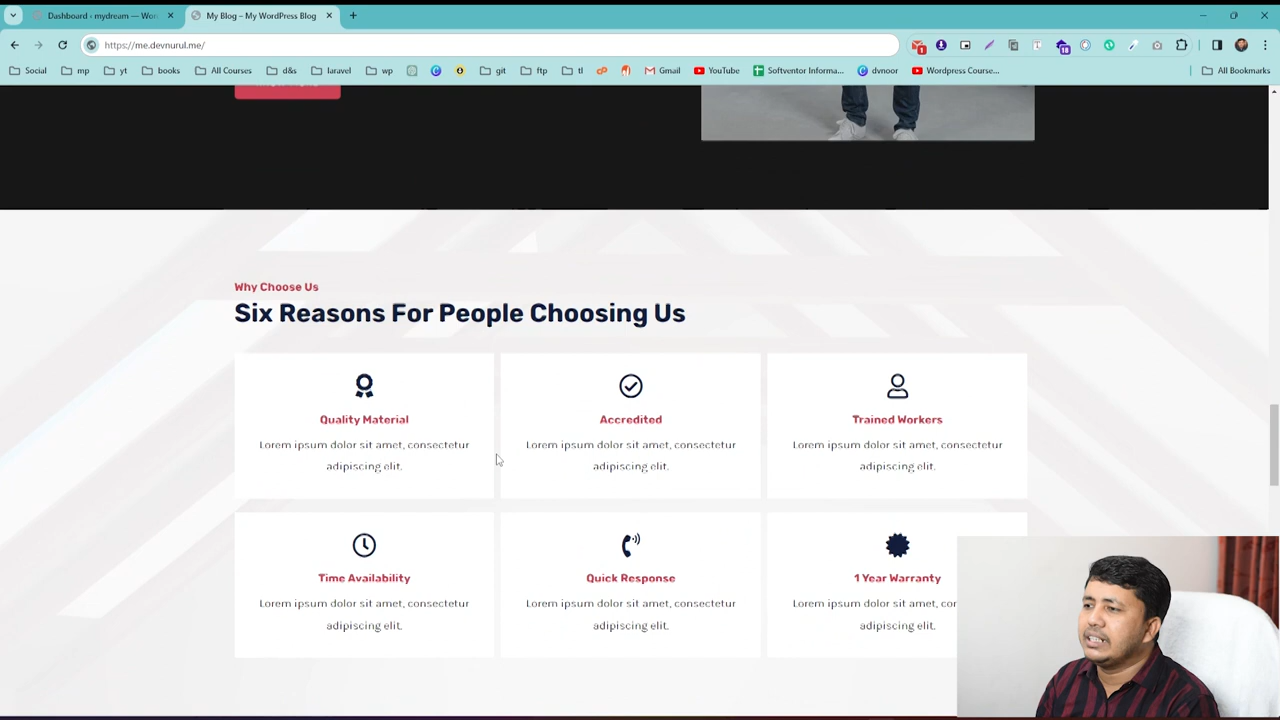 Dashboard ‹ mydream — Wor
My Blog – My WordPress Blog
https://me.devnurul.me/
1
18
Social
mp
yt
books
All Courses
d&s
laravel
wp
git
ftp
tl
Gmail
YouTube
Softventor Informa...
dvnoor
Wordpress Course...
All Bookmarks
Why Choose Us
Six Reasons For People Choosing Us
Quality Material
Lorem ipsum dolor sit amet, consectetur
adipiscing elit.
Accredited
Lorem ipsum dolor sit amet, consectetur
adipiscing elit.
Trained Workers
Lorem ipsum dolor sit amet, consectetur
adipiscing elit.
Time Availability
Lorem ipsum dolor sit amet, consectetur
adipiscing elit.
Quick Response
Lorem ipsum dolor sit amet, consectetur
adipiscing elit.
1 Year Warranty
Lorem ipsum dolor sit amet, con
adipiscing elit.